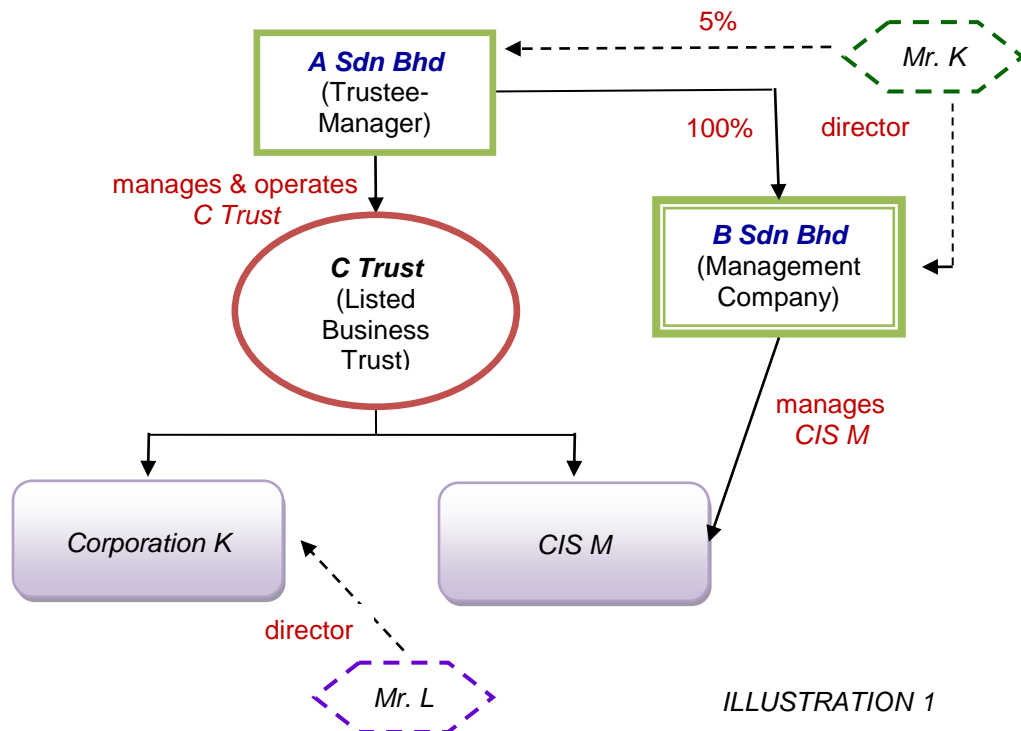 5%
A Sdn Bhd
(Trustee-
Manager)
Mr. K
100%
director
manages & operates
C Trust
B Sdn Bhd
(Management
Company)
C Trust
(Listed
Business
Trust)
manages
CIS M
Corporation K
CIS M
director
Mr. L
ILLUSTRATION 1